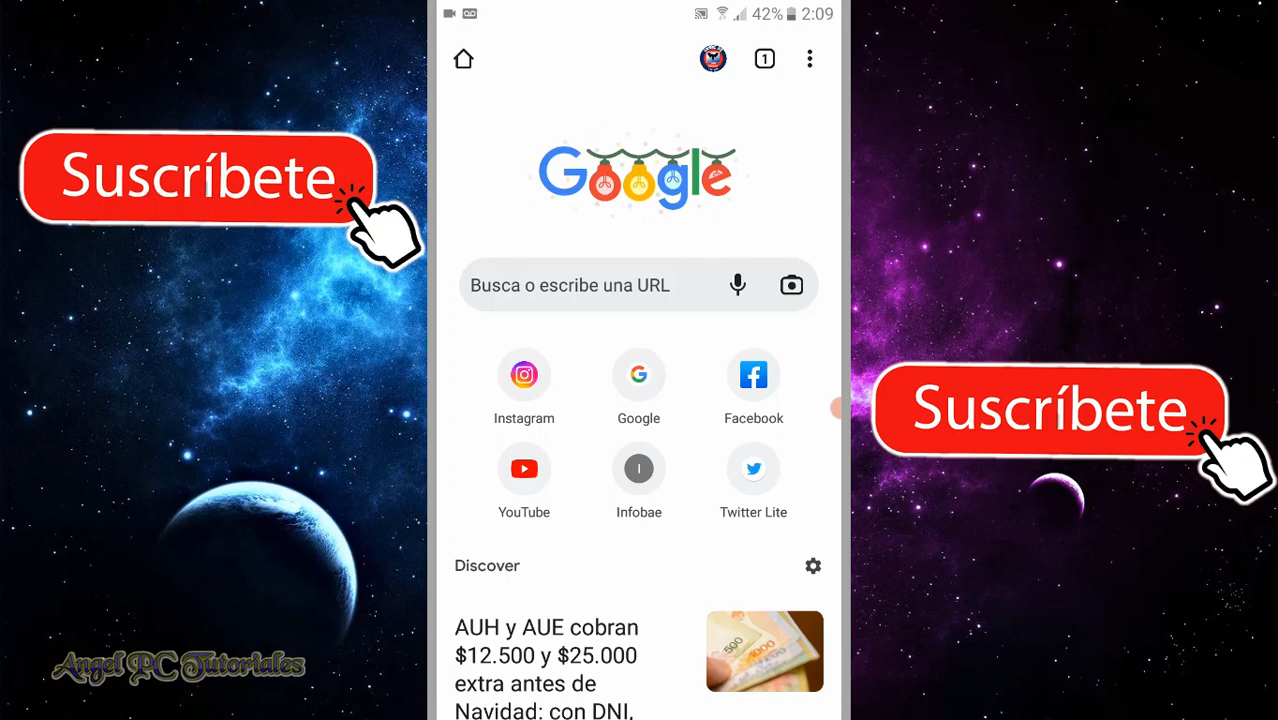 42% 2:09
1
Suscríbete
Google
Busca o escribe una URL
Instagram
Google
Facebook
Suscríbete
I
YouTube
Infobae
Twitter Lite
Discover
AUH y AUE cobran
$12.500 y $25.000
extra antes de
Navidad: con DNI,
500
Angel PC Tutoriales